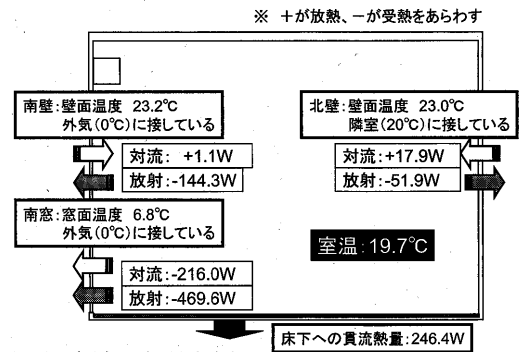 ※ +が放熱、-が受熱をあらわす
南壁:壁面温度 23.2℃
外気(0℃)に接している
対流: +1.1W
放射:-144.3W
北壁:壁面温度 23.0℃
隣室(20℃)に接している
対流:+17.9W
放射:-51.9W
南窓:窓面温度 6.8℃
外気(0℃)に接している
対流:-216.0W
放射:-469.6W
室温:19.7℃
床下への貫流熱量:246.4W